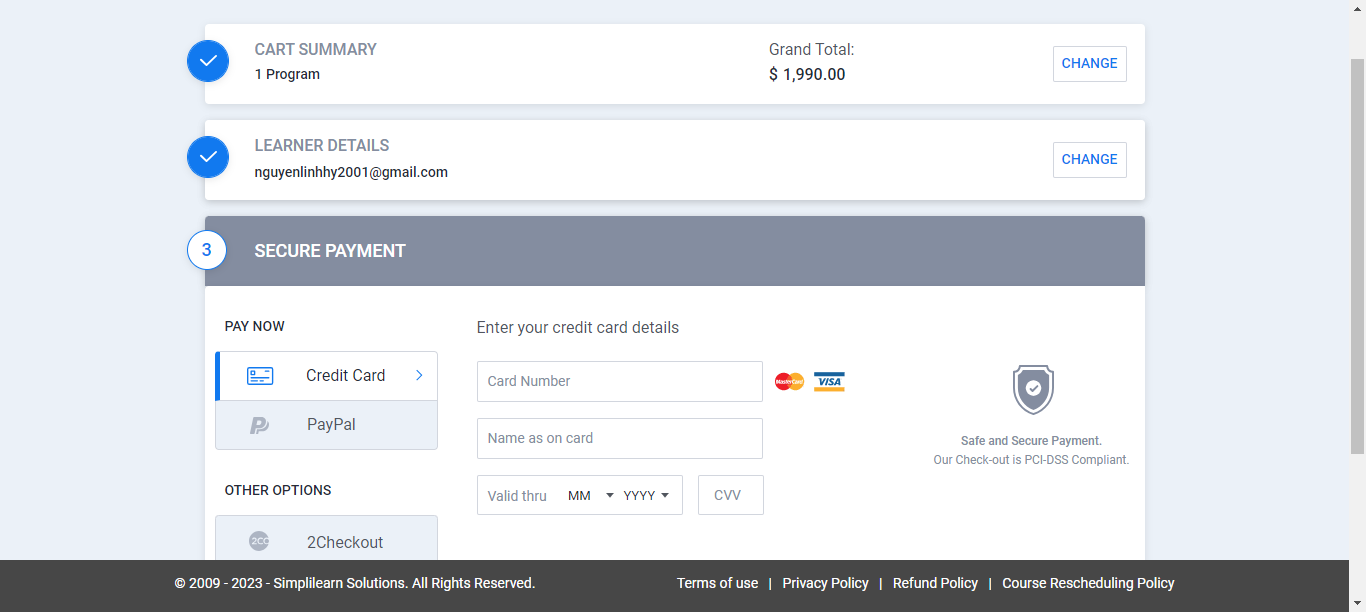 CART SUMMARY
1 Program
Grand Total:
$ 1,990.00
CHANGE
LEARNER DETAILS
nguyenlinhhy2001@gmail.com
CHANGE
3
SECURE PAYMENT
PAY NOW
Credit Card
PayPal
OTHER OPTIONS
2CO
2Checkout
Enter your credit card details
Card Number
MasterCard
VISA
Name as on card
Valid thru MM YYYY
CVV
Safe and Secure Payment.
Our Check-out is PCI-DSS Compliant.
© 2009 - 2023 - Simplilearn Solutions. All Rights Reserved.
Terms of use | Privacy Policy | Refund Policy | Course Rescheduling Policy